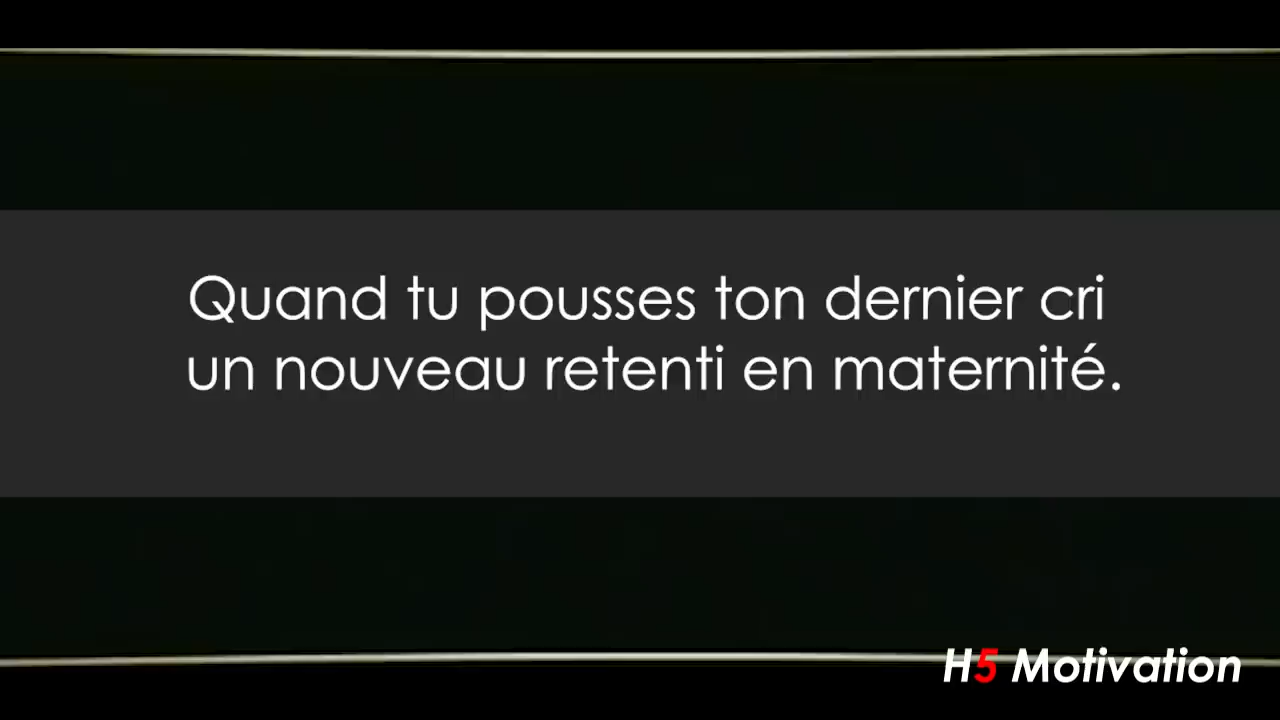 Quand tu pousses ton dernier cri
un nouveau retenti en maternité.
H5 Motivation